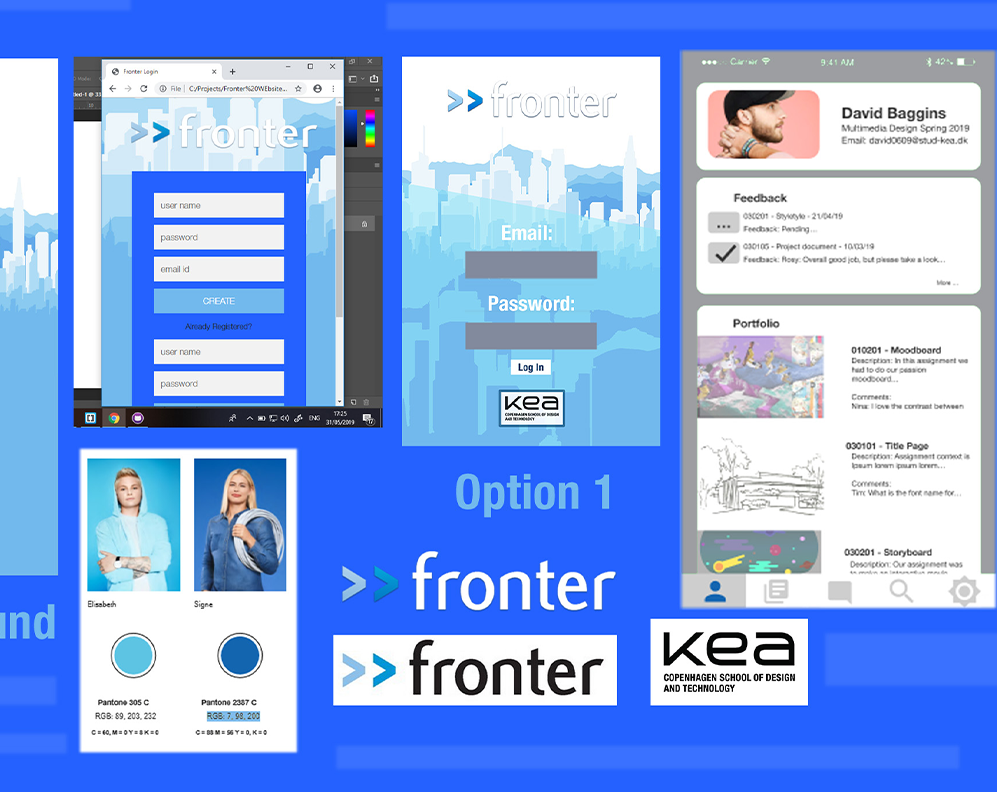 Fronter Login
File
C:/Projects/Fronter%20WEbsite...
fronter
user name
password
email id
CREATE
Already Registered?
user name
password
ENG
17:25
31/05/2019
fronter
Email:
Password:
Log In
kea
COPENHAGEN SCHOOL OF DESIGN
AND TECHNOLOGY
Option 1
Carrier
9:41 AM
42%
David Baggins
Multimedia Design Spring 2019
Email: david0609@stud-kea.dk
Feedback
030201 - Styletyle - 21/04/19
Feedback: Pending...
030105 - Project document - 10/03/19
Feedback: Rosy: Overall good job, but please take a look...
More ...
Portfolio
010201 - Moodboard
Description: In this assignment we
had to do our passion
moodboard...
Comments:
Nina: I love the contrast between
030101 - Title Page
Description: Assignment context is
lpsum lorem ipsum lorem...
Comments:
Tim: What is the font name for...
030201 - Storyboard
Description: Our assignment was
und
Elisabeth
Signe
Pantone 305 C
RGB: 89, 203, 232
C = 60, M = 0 Y = 8 K = 0
Pantone 2387 C
RGB: 7, 98, 200
C = 88 M = 56 Y = 0, K = 0
fronter
fronter
kea
COPENHAGEN SCHOOL OF DESIGN
AND TECHNOLOGY